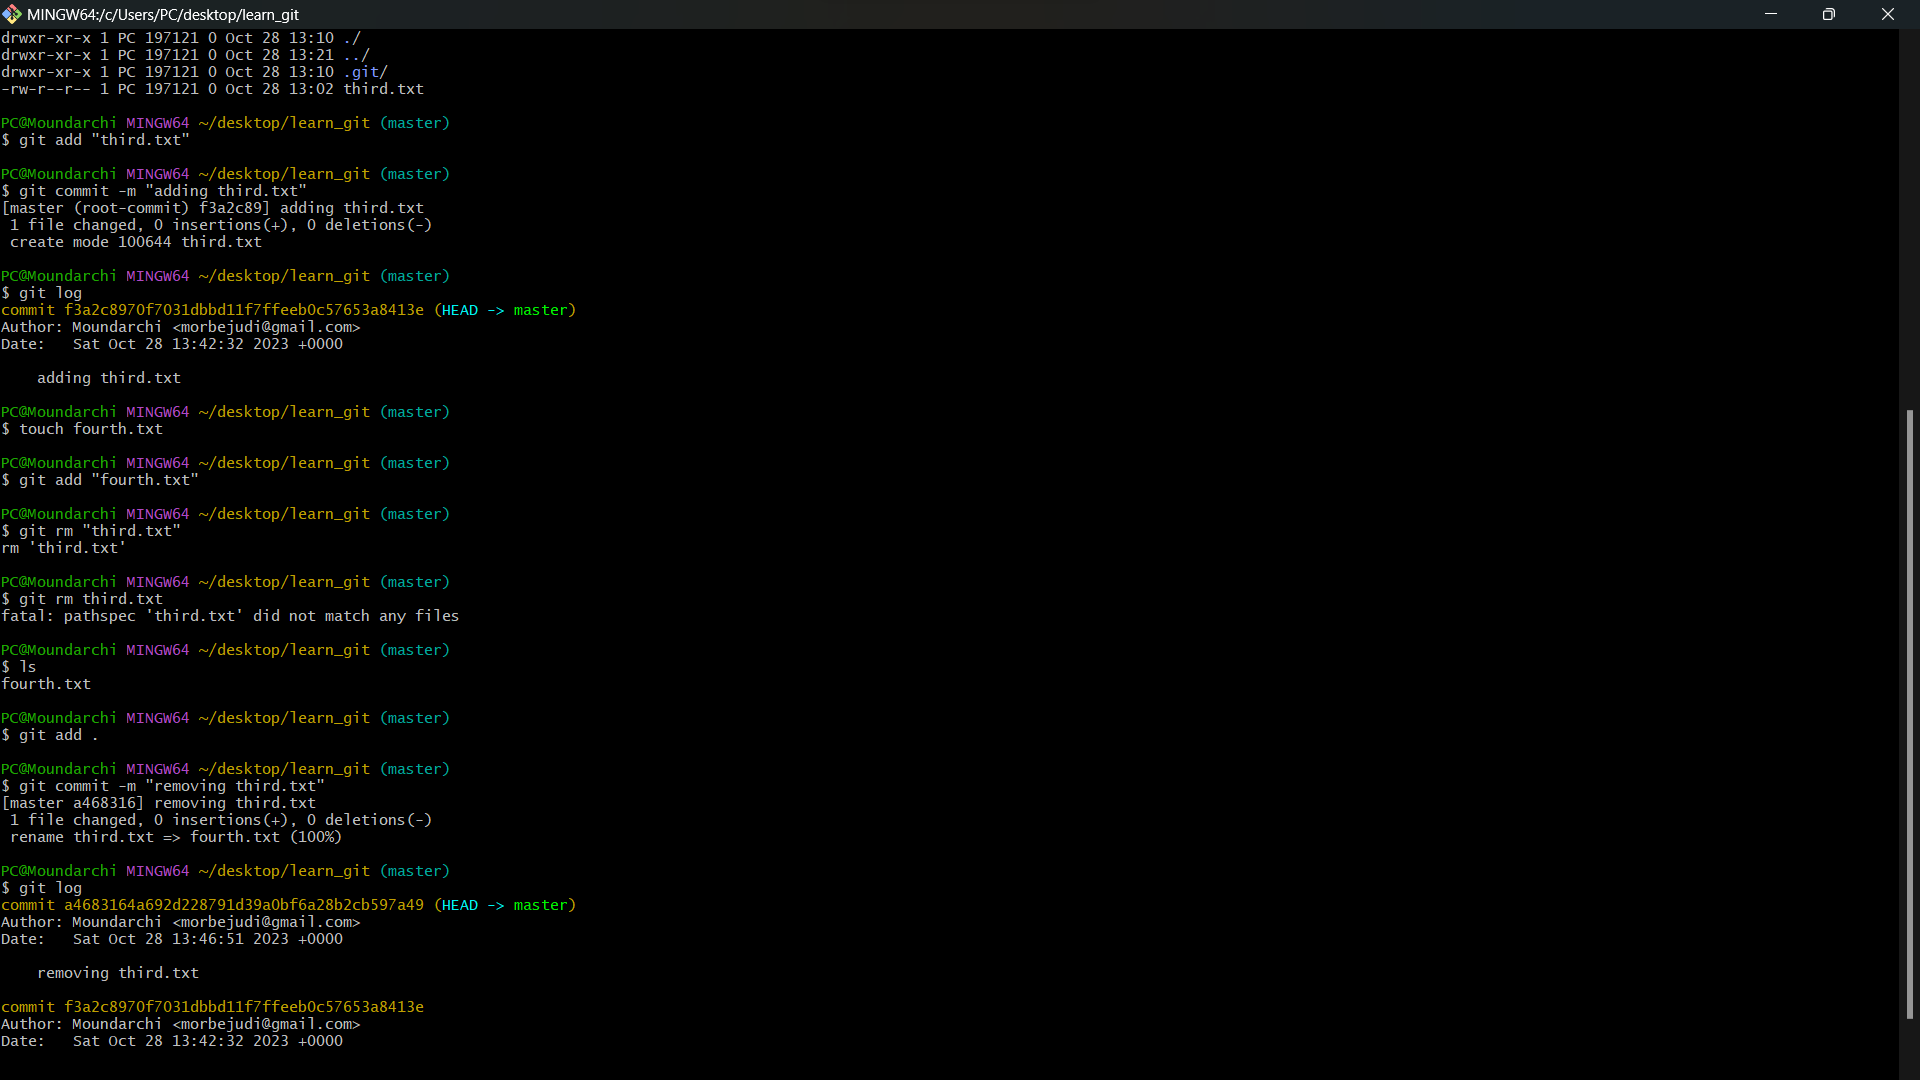 MINGW64:/c/Users/PC/desktop/learn_git
drwxr-xr-x 1 PC 197121 0 Oct 28 13:10 ./
drwxr-xr-x 1 PC 197121 0 Oct 28 13:21 ../
drwxr-xr-x 1 PC 197121 0 Oct 28 13:10 .git/
-rw-r--r-- 1 PC 197121 0 Oct 28 13:02 third.txt
PC@Moundarchi MINGW64 ~/desktop/learn_git (master)
$ git add "third.txt"
PC@Moundarchi MINGW64 ~/desktop/learn_git (master)
$ git commit -m "adding third.txt"
[master (root-commit) f3a2c89] adding third.txt
 1 file changed, 0 insertions(+), 0 deletions(-)
 create mode 100644 third.txt
PC@Moundarchi MINGW64 ~/desktop/learn_git (master)
$ git log
commit f3a2c8970f7031dbbd11f7ffeeb0c57653a8413e (HEAD -> master)
Author: Moundarchi <morbejudi@gmail.com>
Date:   Sat Oct 28 13:42:32 2023 +0000
    adding third.txt
PC@Moundarchi MINGW64 ~/desktop/learn_git (master)
$ touch fourth.txt
PC@Moundarchi MINGW64 ~/desktop/learn_git (master)
$ git add "fourth.txt"
PC@Moundarchi MINGW64 ~/desktop/learn_git (master)
$ git rm "third.txt"
rm 'third.txt'
PC@Moundarchi MINGW64 ~/desktop/learn_git (master)
$ git rm third.txt
fatal: pathspec 'third.txt' did not match any files
PC@Moundarchi MINGW64 ~/desktop/learn_git (master)
$ ls
fourth.txt
PC@Moundarchi MINGW64 ~/desktop/learn_git (master)
$ git add .
PC@Moundarchi MINGW64 ~/desktop/learn_git (master)
$ git commit -m "removing third.txt"
[master a468316] removing third.txt
 1 file changed, 0 insertions(+), 0 deletions(-)
 rename third.txt => fourth.txt (100%)
PC@Moundarchi MINGW64 ~/desktop/learn_git (master)
$ git log
commit a4683164a692d228791d39a0bf6a28b2cb597a49 (HEAD -> master)
Author: Moundarchi <morbejudi@gmail.com>
Date:   Sat Oct 28 13:46:51 2023 +0000
    removing third.txt
commit f3a2c8970f7031dbbd11f7ffeeb0c57653a8413e
Author: Moundarchi <morbejudi@gmail.com>
Date:   Sat Oct 28 13:42:32 2023 +0000